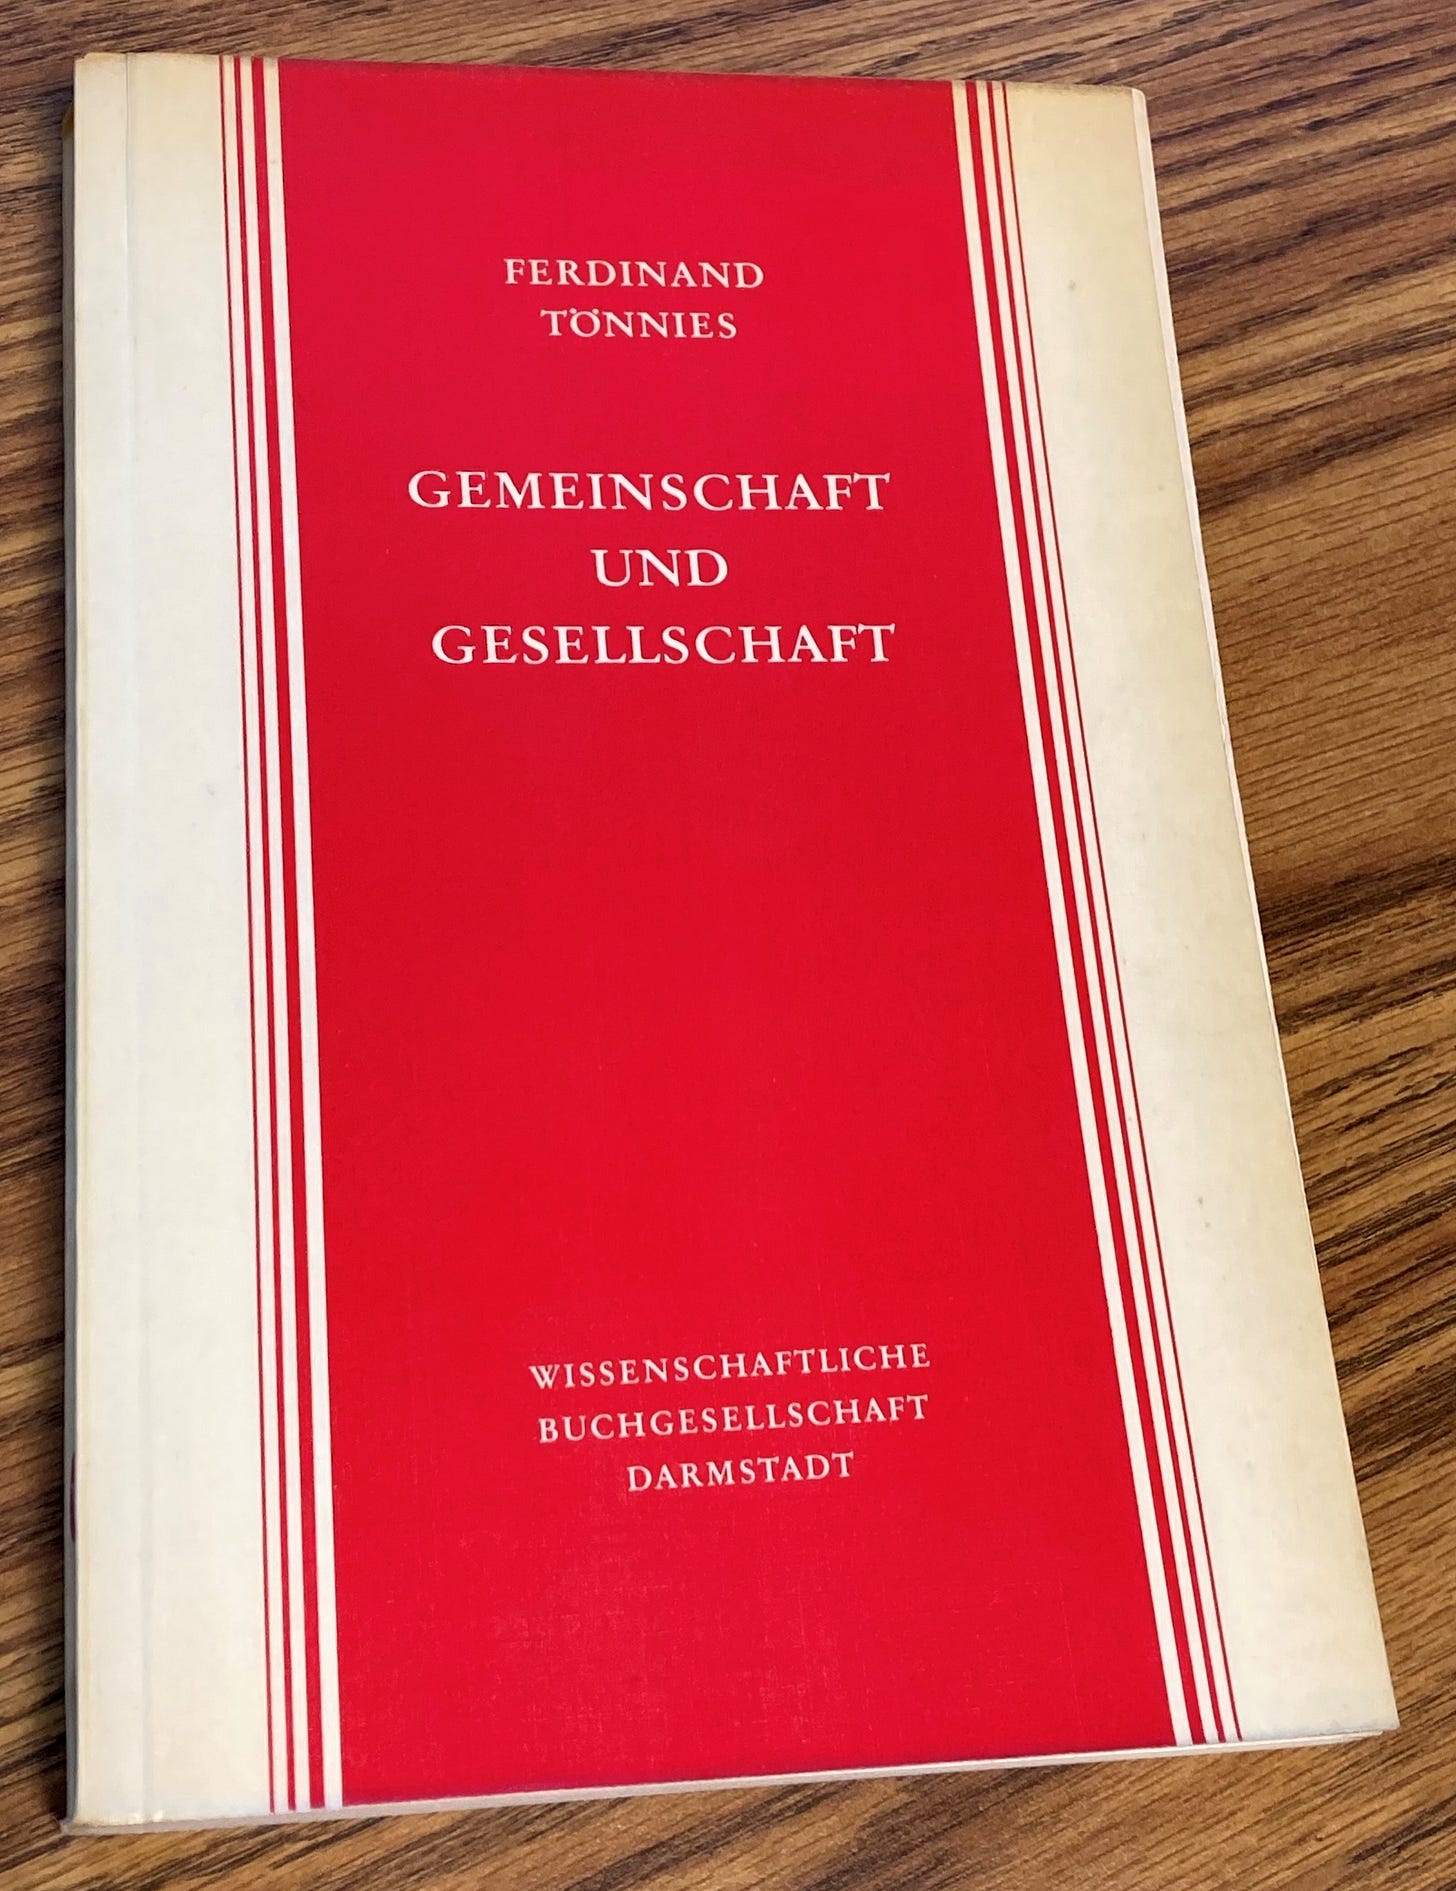 FERDINAND
TÖNNIES
GEMEINSCHAFT
UND
GESELLSCHAFT
WISSENSCHAFTLICHE
BUCHGESELLSCHAFT
DARMSTADT